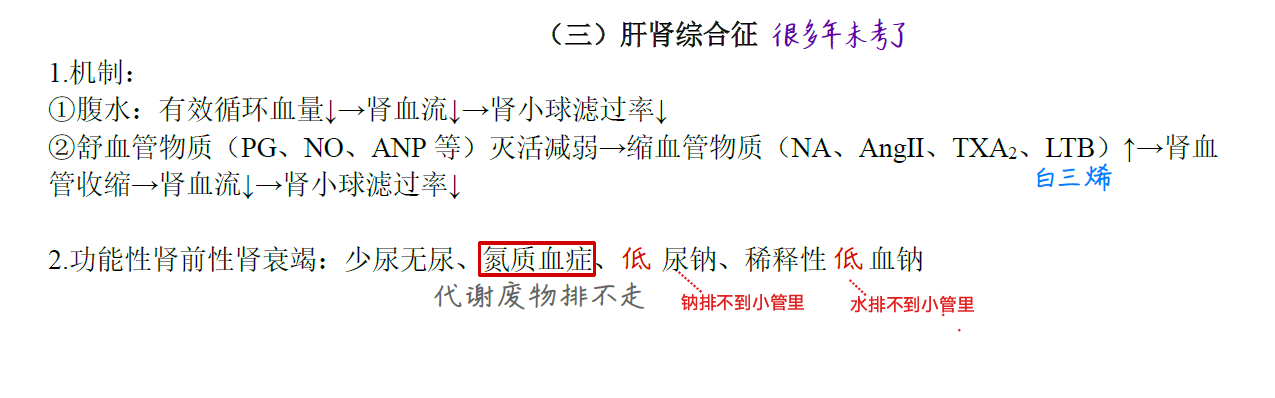 （三）肝肾综合征 很多年未考了
1.机制：
①腹水：有效循环血量↓→肾血流↓→肾小球滤过率↓
②舒血管物质（PG、NO、ANP 等）灭活减弱→缩血管物质（NA、AngII、TXA₂、LTB）↑→肾血
管收缩→肾血流↓→肾小球滤过率↓
白三烯
2.功能性肾前性肾衰竭：少尿无尿、氮质血症、低 尿钠、稀释性 低 血钠
代谢废物排不走 钠排不到小管里 水排不到小管里